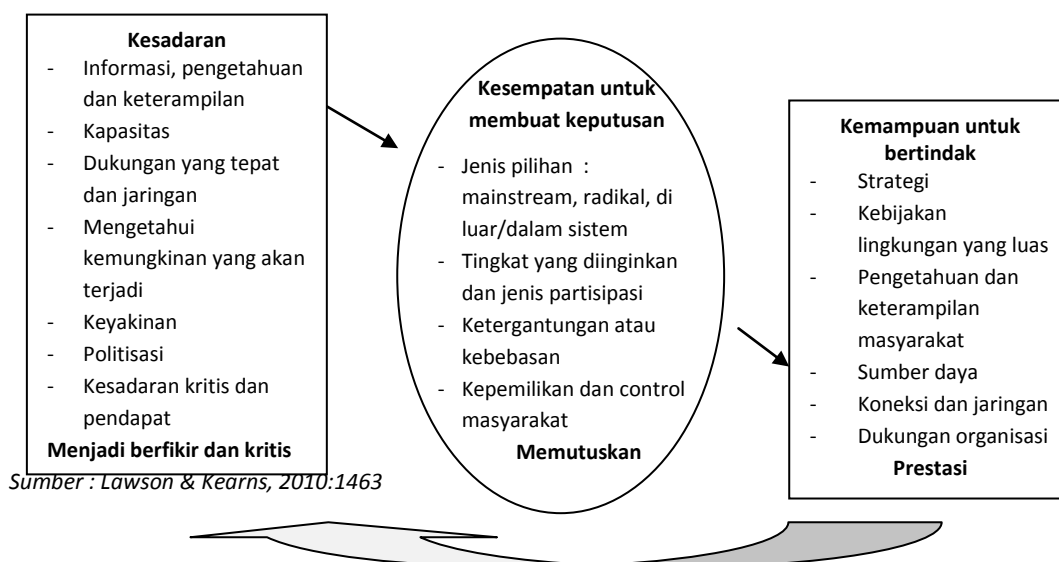 Kesadaran
- Informasi, pengetahuan
dan keterampilan
- Kapasitas
- Dukungan yang tepat
dan jaringan
- Mengetahui
kemungkinan yang akan
terjadi
- Keyakinan
- Politisasi
- Kesadaran kritis dan
pendapat
Menjadi berfikir dan kritis
Kesempatan untuk
membuat keputusan
- Jenis pilihan :
mainstream, radikal, di
luar/dalam sistem
- Tingkat yang diinginkan
dan jenis partisipasi
- Ketergantungan atau
kebebasan
- Kepemilikan dan control
masyarakat
Memutuskan
Kemampuan untuk
bertindak
- Strategi
- Kebijakan
lingkungan yang luas
- Pengetahuan dan
keterampilan
masyarakat
- Sumber daya
- Koneksi dan jaringan
- Dukungan organisasi
Prestasi
Sumber : Lawson & Kearns, 2010:1463